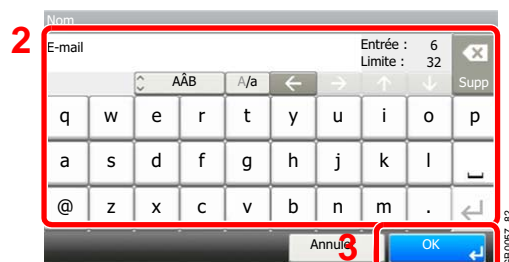 Nom
2
E-mail
Entrée : 6
Limite : 32
AÂB A/a Supp
q w e r t y u i o p
a s d f g h j k l
@ z x c v b n m .
Annule
3
OK